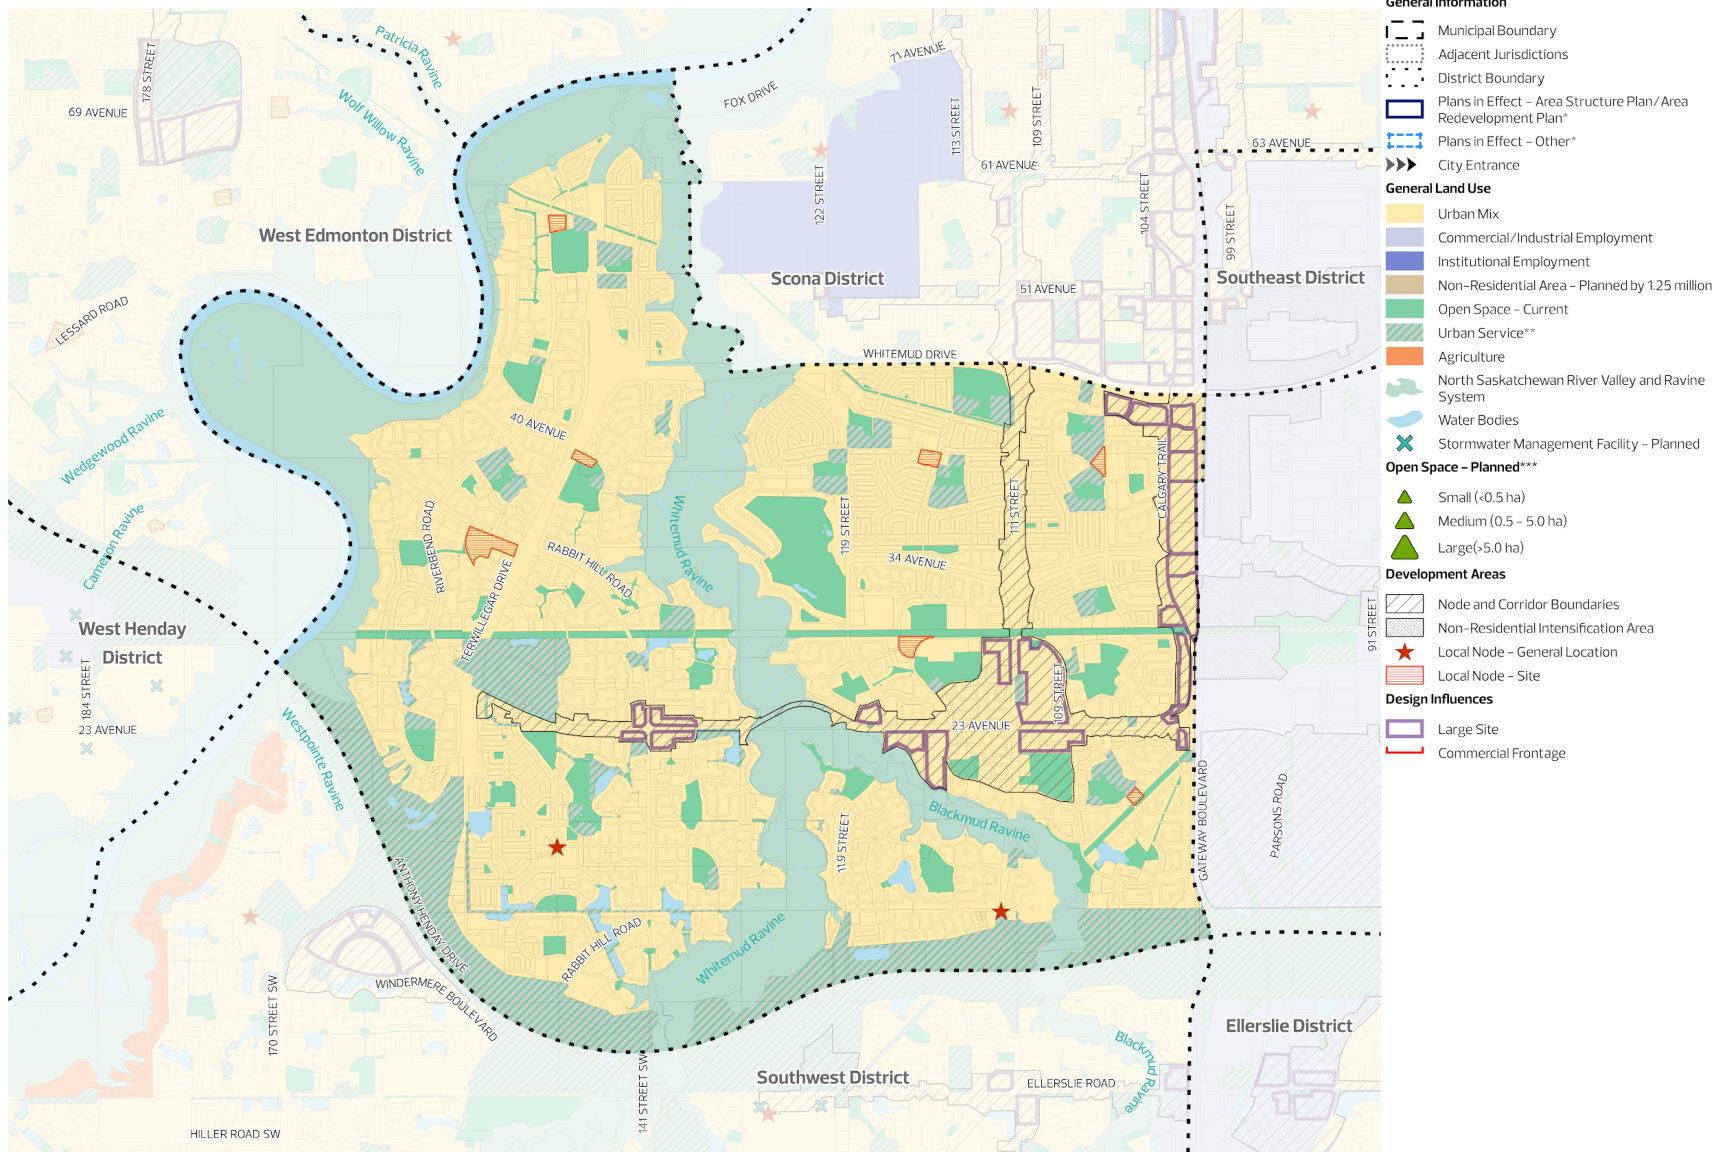 Patricia Ravine
178 STREET
69 AVENUE
Wolf Willow Ravine
71 AVENUE
FOX DRIVE
113 STREET
109 STREET
61 AVENUE
63 AVENUE
122 STREET
104 STREET
99 STREET
West Edmonton District
Scona District
Southeast District
51 AVENUE
LESSARD ROAD
WHITEMUD DRIVE
40 AVENUE
Wedgewood Ravine
CALGARY TRAIL
Cameron Ravine
RIVERBEND ROAD
Whitemud Ravine
119 STREET
111 STREET
34 AVENUE
RABBIT HILL ROAD
TERWILLEGAR DRIVE
91 STREET
West Henday
District
184 STREET
23 AVENUE
109 STREET
23 AVENUE
Westpointe Ravine
GATEWAY BOULEVARD
PARSONS ROAD
Blackmud Ravine
119 STREET
ANTHONY HENDAY DRIVE
RABBIT HILL ROAD
Whitemud Ravine
WINDERMERE BOULEVARD
170 STREET SW
Ellerslie District
141 STREET SW
Southwest District
ELLERSLIE ROAD
Blackmud Ravine
HILLER ROAD SW
General Information
Municipal Boundary
Adjacent Jurisdictions
District Boundary
Plans in Effect - Area Structure Plan/Area
Redevelopment Plan*
Plans in Effect - Other*
City Entrance
General Land Use
Urban Mix
Commercial/Industrial Employment
Institutional Employment
Non-Residential Area - Planned by 1.25 million
Open Space - Current
Urban Service**
Agriculture
North Saskatchewan River Valley and Ravine
System
Water Bodies
Stormwater Management Facility - Planned
Open Space - Planned***
Small (<0.5 ha)
Medium (0.5 - 5.0 ha)
Large(>5.0 ha)
Development Areas
Node and Corridor Boundaries
Non-Residential Intensification Area
Local Node - General Location
Local Node - Site
Design Influences
Large Site
Commercial Frontage